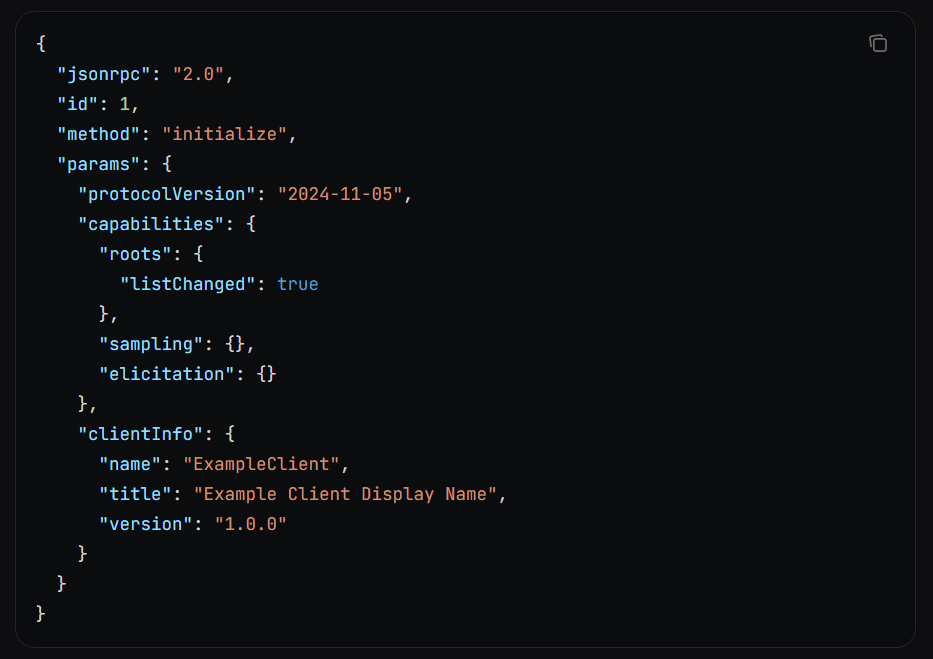 {
  "jsonrpc": "2.0",
  "id": 1,
  "method": "initialize",
  "params": {
    "protocolVersion": "2024-11-05",
    "capabilities": {
      "roots": {
        "listChanged": true
      },
      "sampling": {},
      "elicitation": {}
    },
    "clientInfo": {
      "name": "ExampleClient",
      "title": "Example Client Display Name",
      "version": "1.0.0"
    }
  }
}